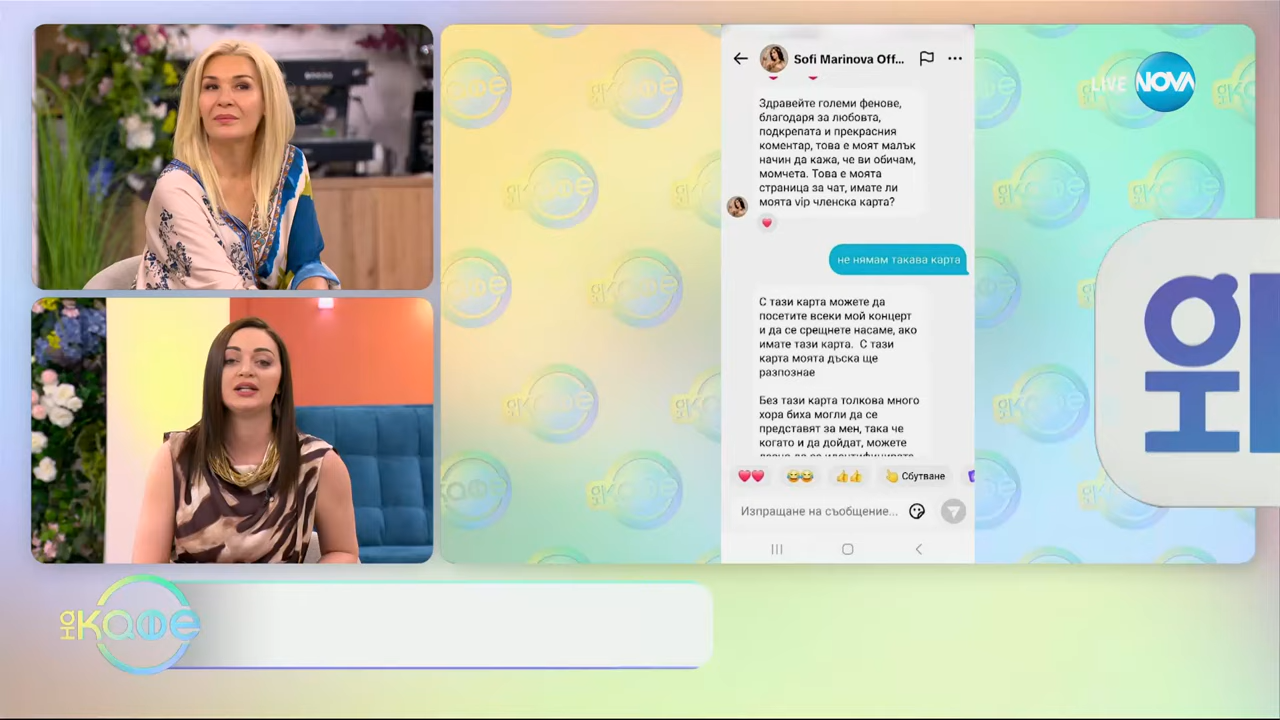 Sofi Marinova Off...
LIVE NOVA
Здравейте големи фенове,
благодаря за любовта,
подкрепата и прекрасния
коментар, това е моят малък
начин да кажа, че ви обичам,
момчета. Това е моята
страница за чат, имате ли
моята vip членска карта?
не нямам такава карта
С тази карта можете да
посетите всеки мой концерт
и да се срещнете насаме, ако
имате тази карта. С тази
карта моята дъска ще
разпознае
Без тази карта толкова много
хора биха могли да се
представят за мен, така че
когато и да дойдат, можете
Сбутване
Изпращане на съобщение...
на
на кафе